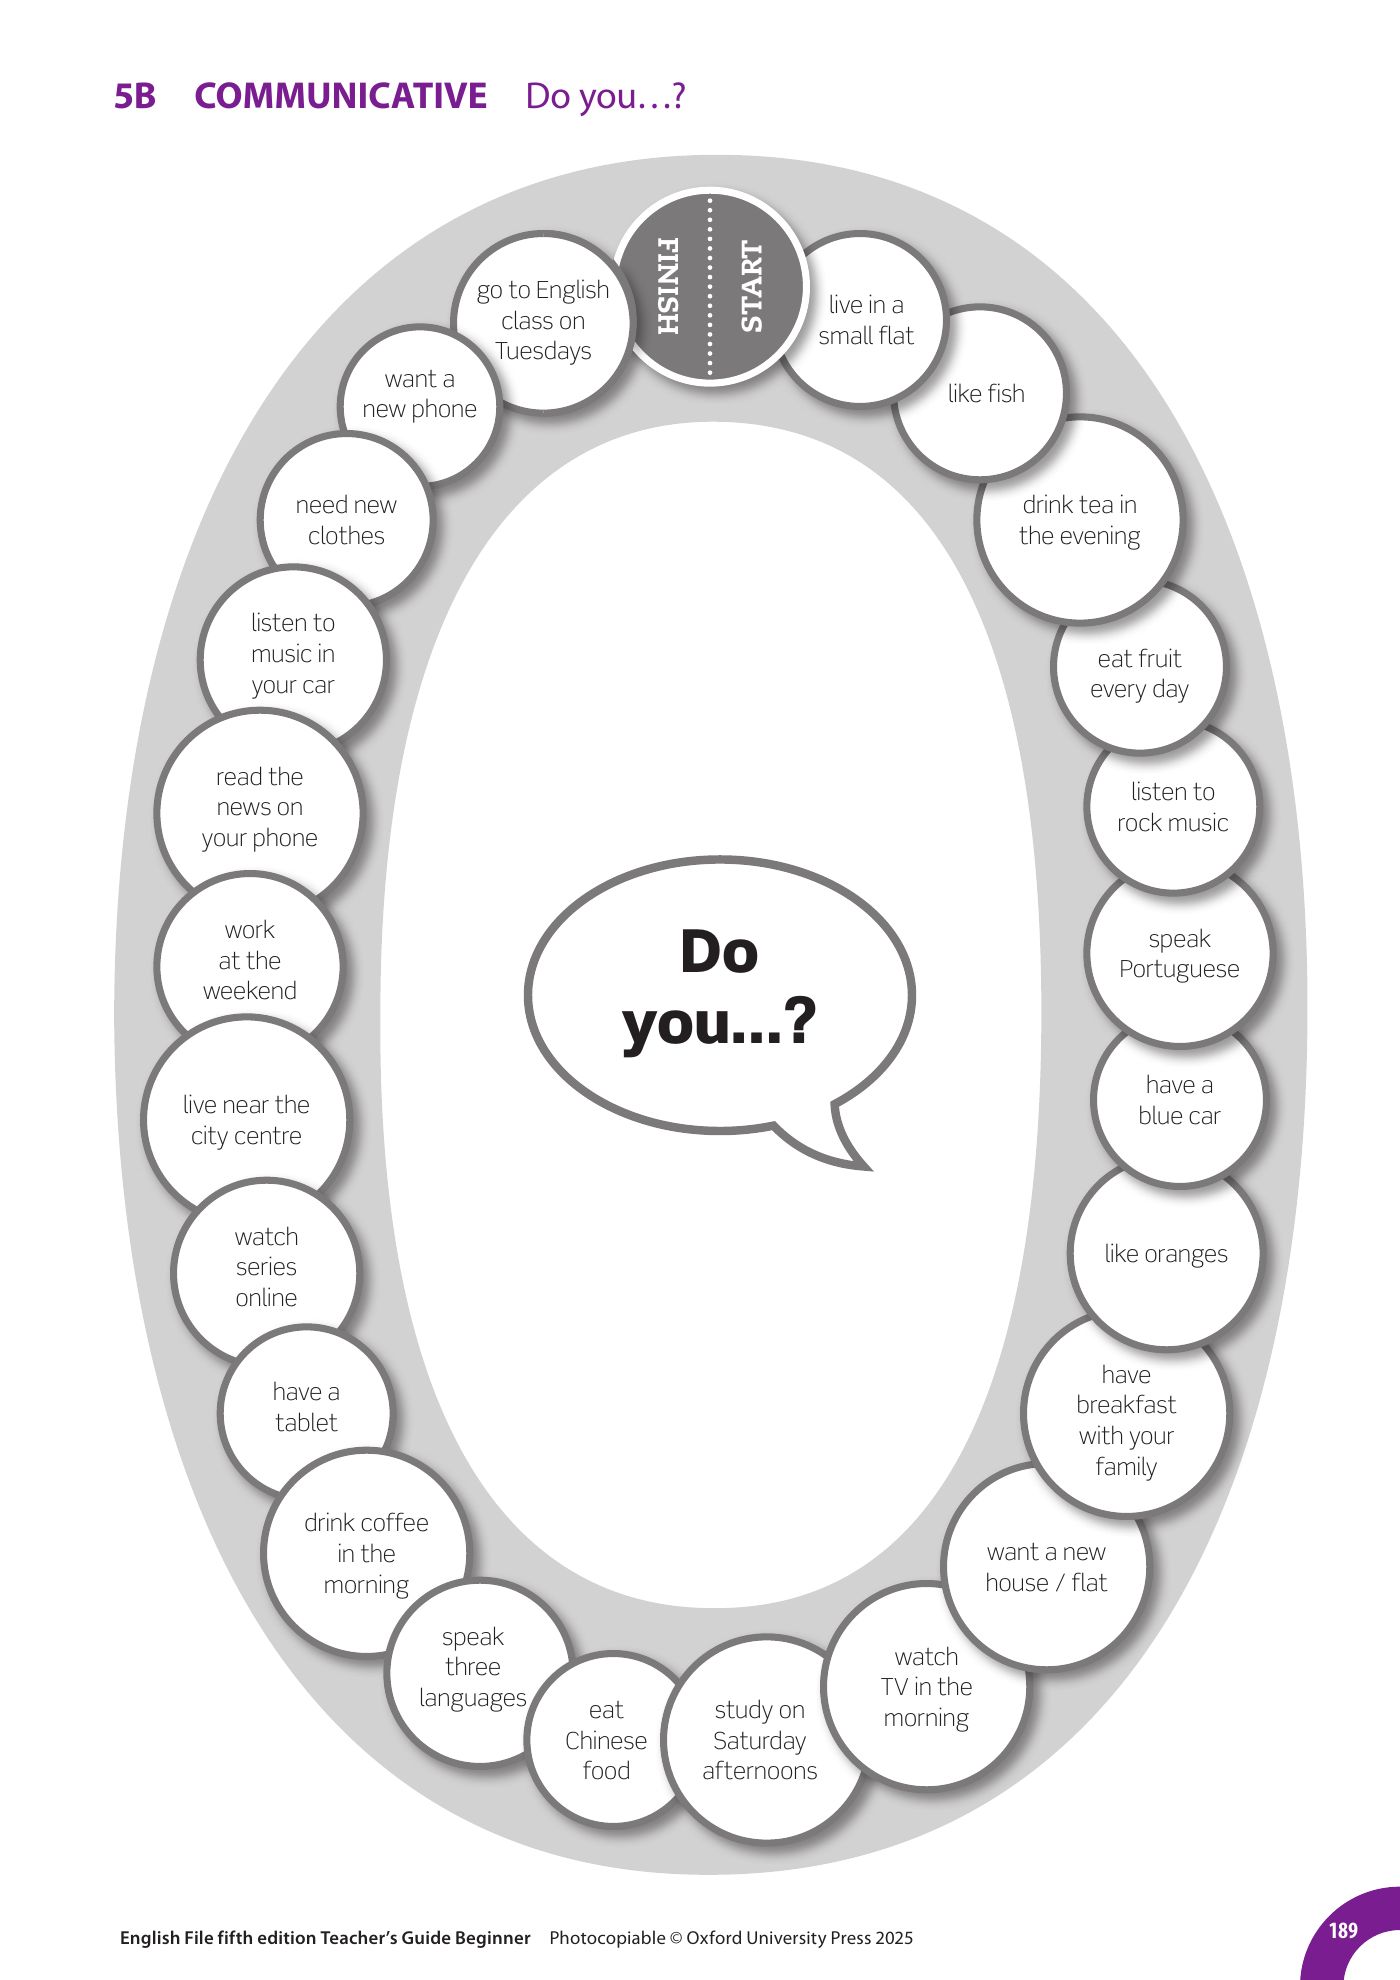 5B COMMUNICATIVE Do you…?
FINISH
START
live in a
small flat
like fish
drink tea in
the evening
eat fruit
every day
listen to
rock music
speak
Portuguese
have a
blue car
like oranges
have
breakfast
with your
family
want a new
house / flat
watch
TV in the
morning
study on
Saturday
afternoons
eat
Chinese
food
speak
three
languages
drink coffee
in the
morning
have a
tablet
watch
series
online
live near the
city centre
work
at the
weekend
read the
news on
your phone
listen to
music in
your car
need new
clothes
want a
new phone
go to English
class on
Tuesdays
Do
you...?
English File fifth edition Teacher’s Guide Beginner Photocopiable © Oxford University Press 2025
189